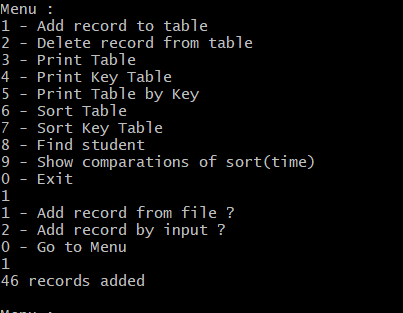 Menu :
1 - Add record to table
2 - Delete record from table
3 - Print Table
4 - Print Key Table
5 - Print Table by Key
6 - Sort Table
7 - Sort Key Table
8 - Find student
9 - Show comparations of sort(time)
0 - Exit
1
1 - Add record from file ?
2 - Add record by input ?
0 - Go to Menu
1
46 records added
Menu :